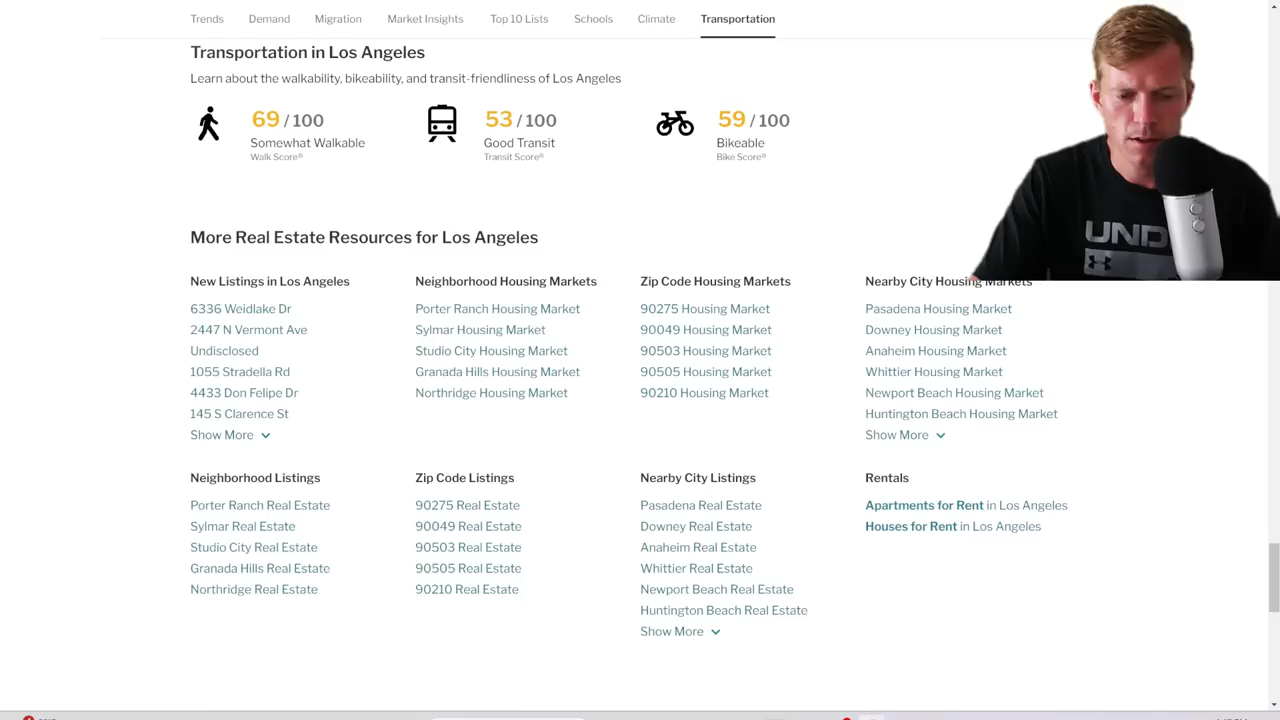 Trends Demand Migration Market Insights Top 10 Lists Schools Climate Transportation
Transportation in Los Angeles
Learn about the walkability, bikeability, and transit-friendliness of Los Angeles
69 / 100
Somewhat Walkable
Walk Score®
53 / 100
Good Transit
Transit Score®
59 / 100
Bikeable
Bike Score®
UND
More Real Estate Resources for Los Angeles
New Listings in Los Angeles
6336 Weidlake Dr
2447 N Vermont Ave
Undisclosed
1055 Stradella Rd
4433 Don Felipe Dr
145 S Clarence St
Show More
Neighborhood Housing Markets
Porter Ranch Housing Market
Sylmar Housing Market
Studio City Housing Market
Granada Hills Housing Market
Northridge Housing Market
Zip Code Housing Markets
90275 Housing Market
90049 Housing Market
90503 Housing Market
90505 Housing Market
90210 Housing Market
Nearby City Housing Markets
Pasadena Housing Market
Downey Housing Market
Anaheim Housing Market
Whittier Housing Market
Newport Beach Housing Market
Huntington Beach Housing Market
Show More
Neighborhood Listings
Porter Ranch Real Estate
Sylmar Real Estate
Studio City Real Estate
Granada Hills Real Estate
Northridge Real Estate
Zip Code Listings
90275 Real Estate
90049 Real Estate
90503 Real Estate
90505 Real Estate
90210 Real Estate
Nearby City Listings
Pasadena Real Estate
Downey Real Estate
Anaheim Real Estate
Whittier Real Estate
Newport Beach Real Estate
Huntington Beach Real Estate
Show More
Rentals
Apartments for Rent in Los Angeles
Houses for Rent in Los Angeles